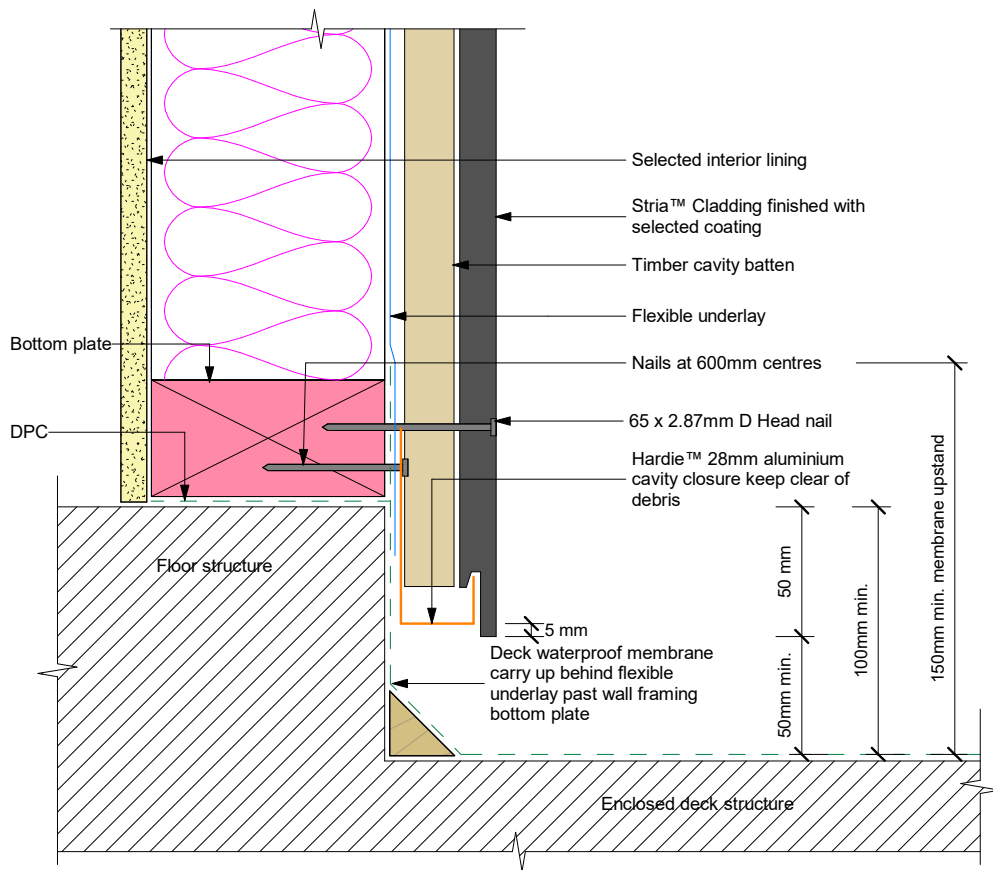 Selected interior lining
Stria™ Cladding finished with
selected coating
Timber cavity batten
Flexible underlay
Bottom plate
Nails at 600mm centres
DPC
65 x 2.87mm D Head nail
Hardie™ 28mm aluminium
cavity closure keep clear of
debris
Floor structure
50 mm
100mm min.
150mm min. membrane upstand
5 mm
Deck waterproof membrane
carry up behind flexible
underlay past wall framing
bottom plate
50mm min.
Enclosed deck structure